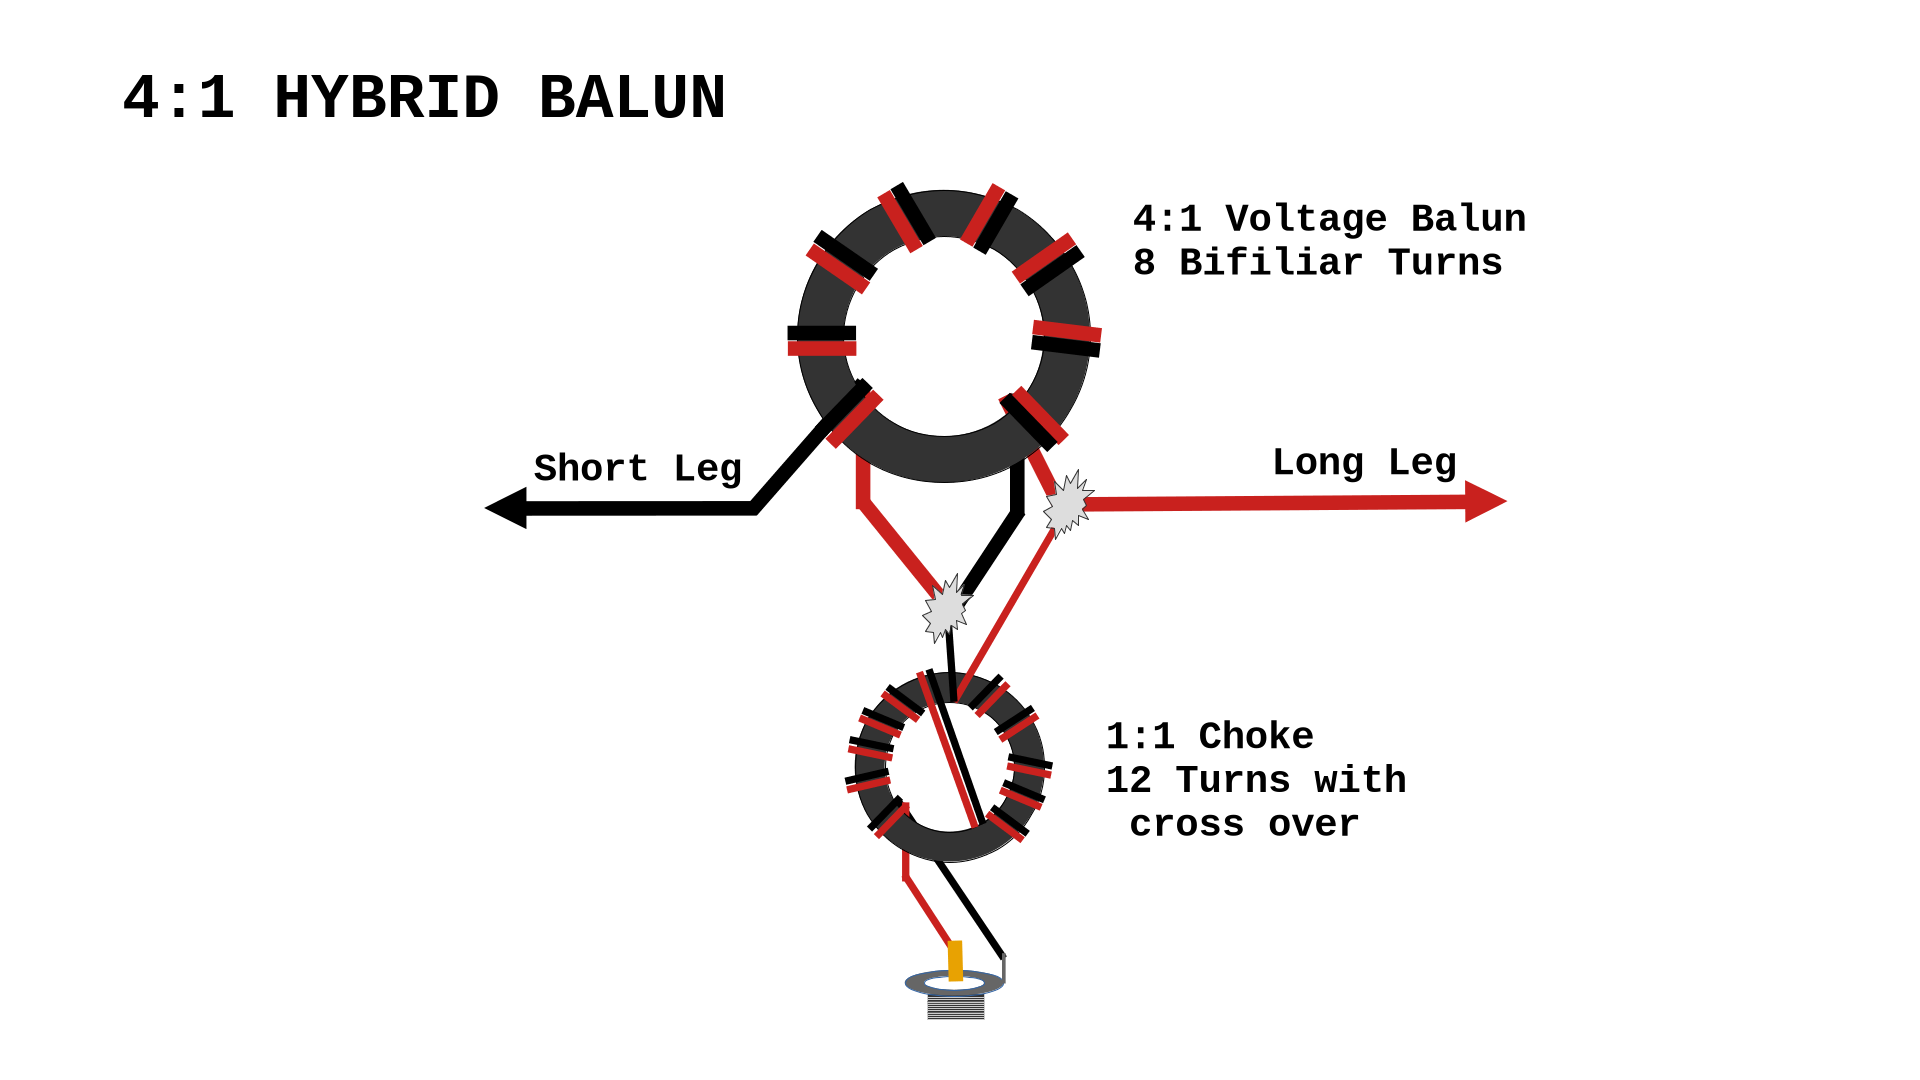 4:1 HYBRID BALUN
4:1 Voltage Balun
8 Bifiliar Turns
Short Leg
Long Leg
1:1 Choke
12 Turns with
cross over